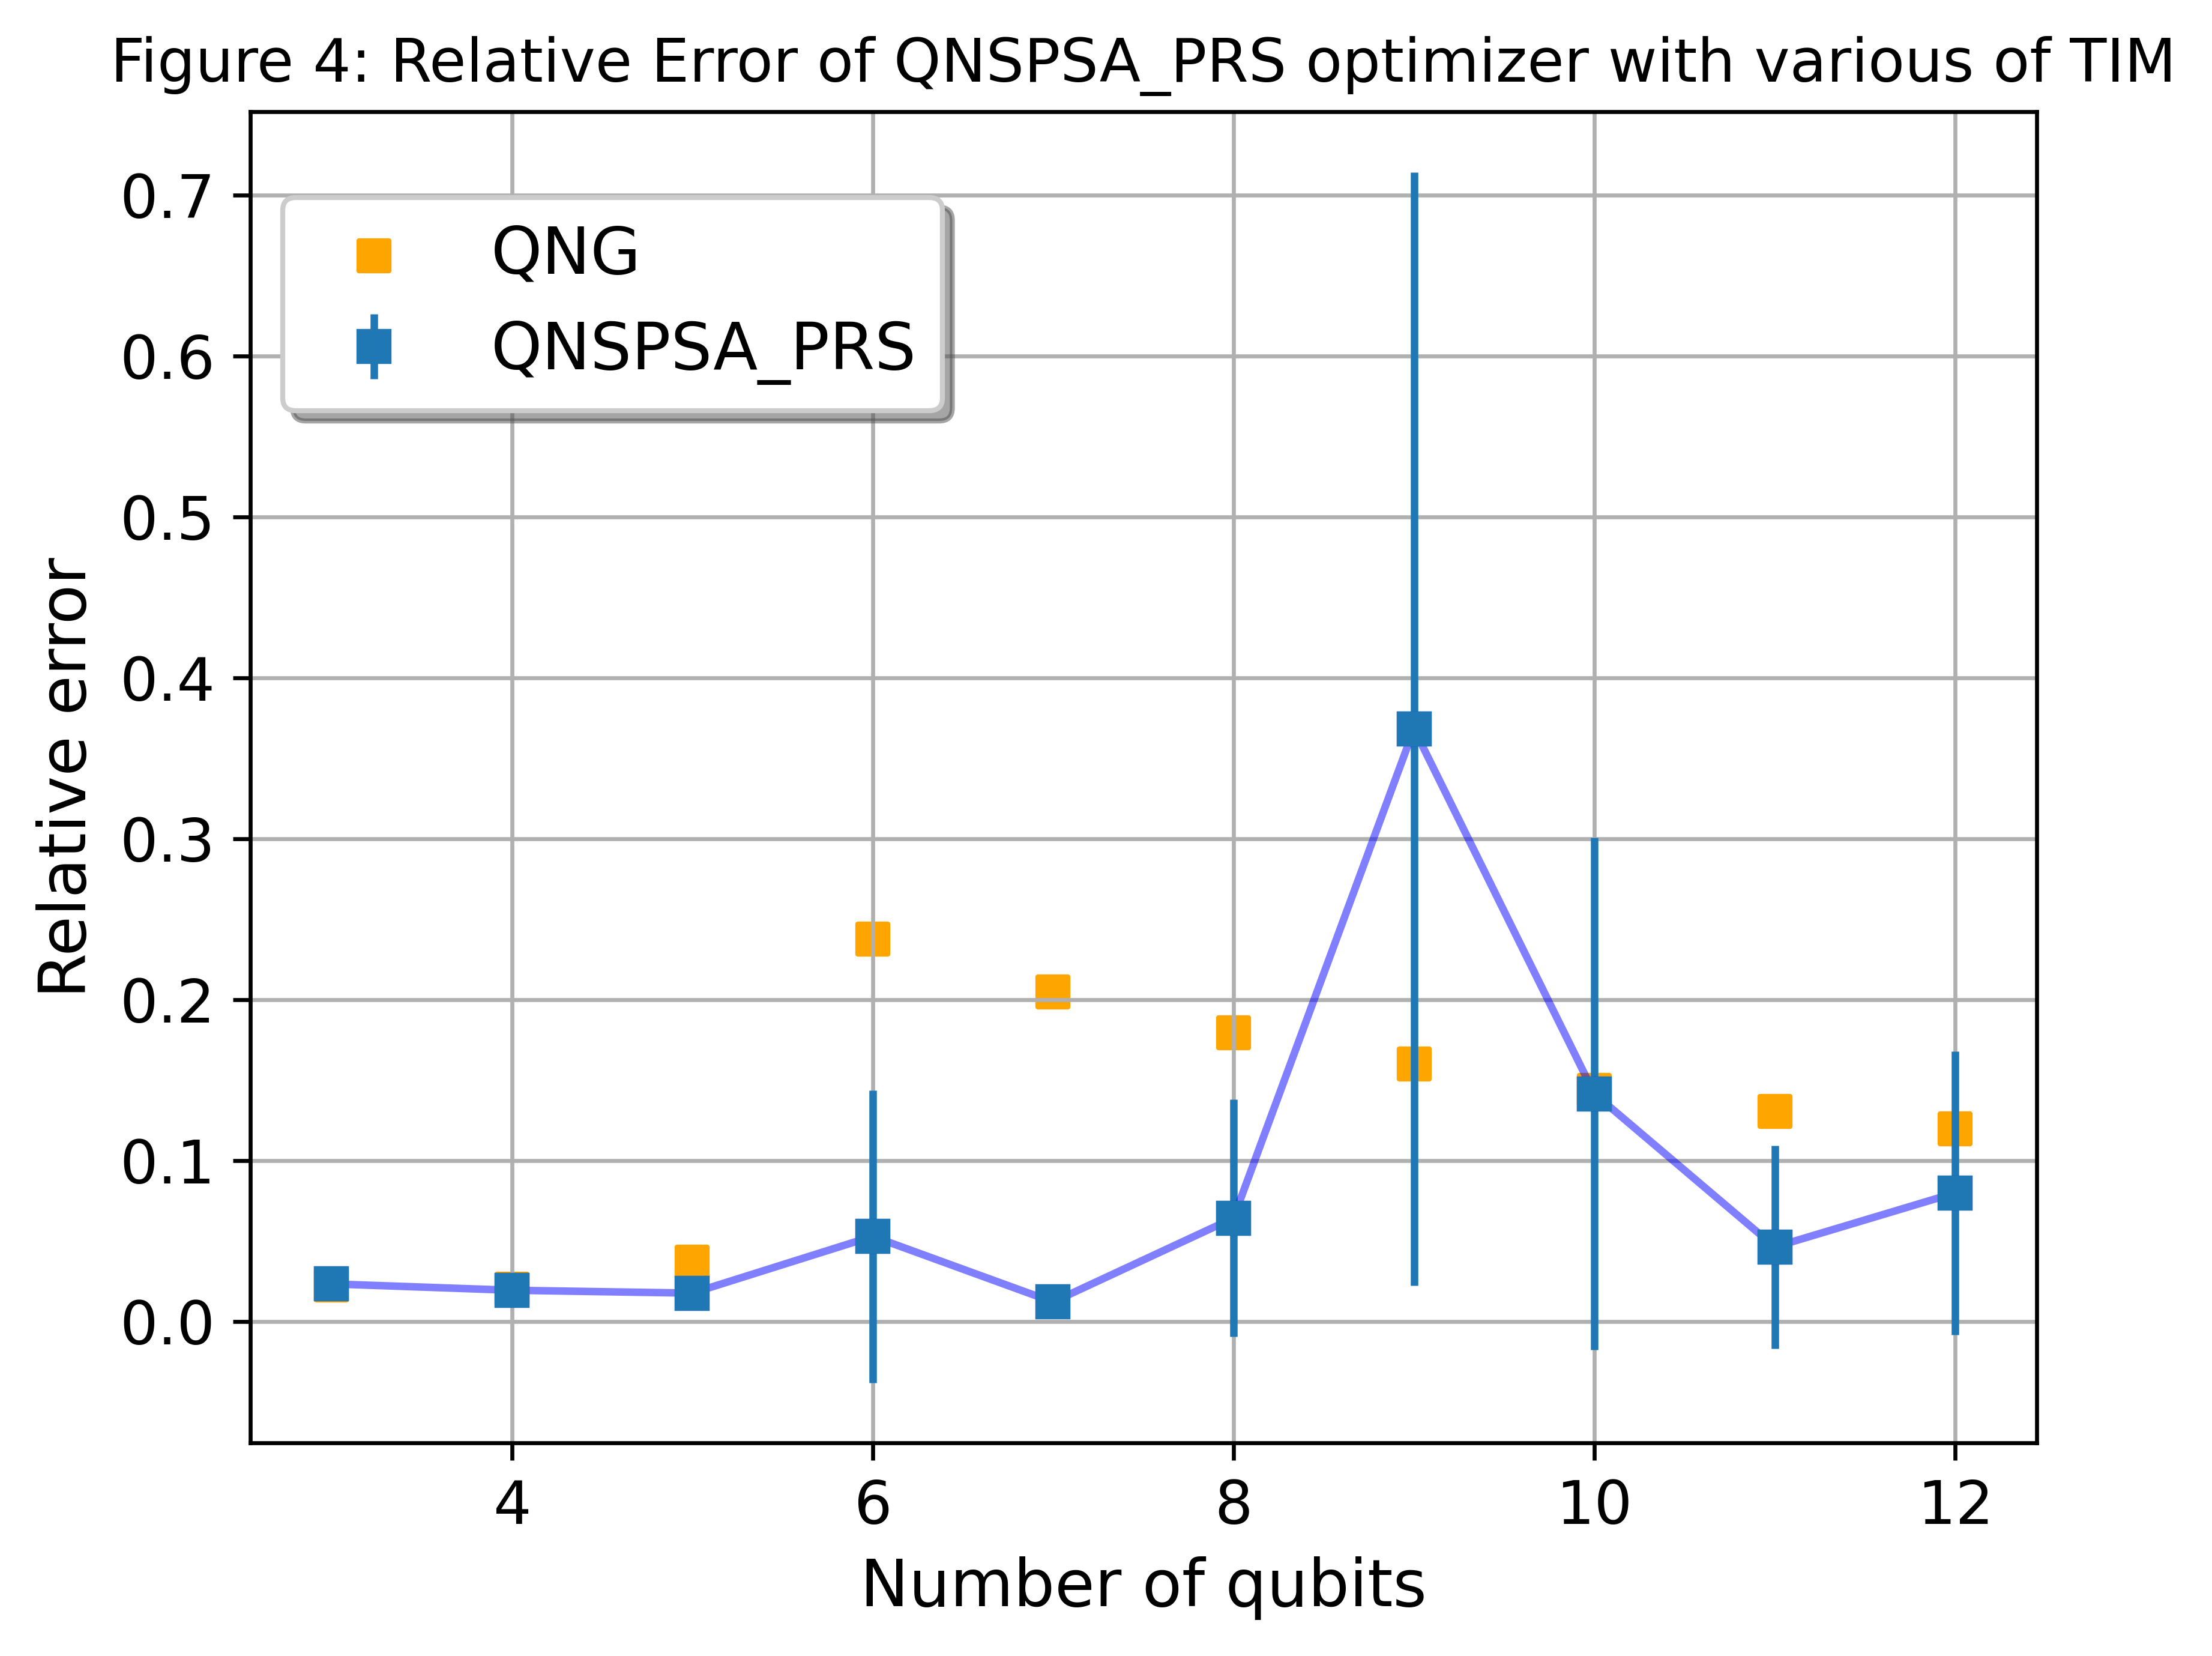 Figure 4: Relative Error of QNSPSA_PRS optimizer with various of TIM
0.7
0.6
0.5
0.4
0.3
0.2
0.1
0.0
Relative error
QNG
QNSPSA_PRS
4 6 8 10 12
Number of qubits